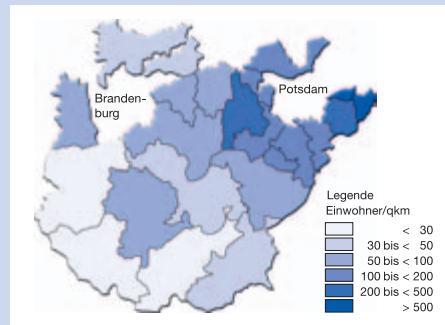 Branden-
burg
Potsdam
Legende
Einwohner/qkm
< 30
30 bis < 50
50 bis < 100
100 bis < 200
200 bis < 500
> 500